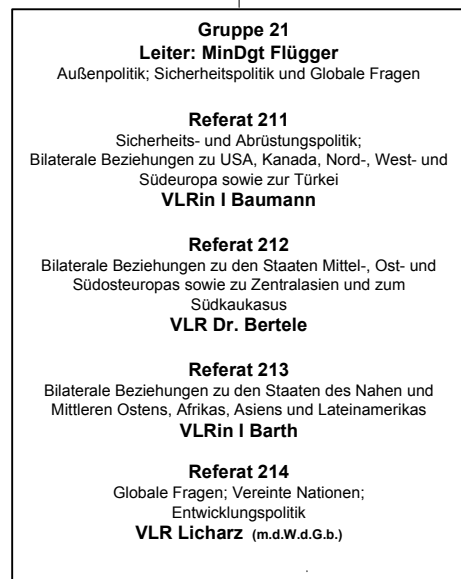 Gruppe 21
Leiter: MinDgt Flügger
Außenpolitik; Sicherheitspolitik und Globale Fragen
Referat 211
Sicherheits- und Abrüstungspolitik;
Bilaterale Beziehungen zu USA, Kanada, Nord-, West- und
Südeuropa sowie zur Türkei
VLRin I Baumann
Referat 212
Bilaterale Beziehungen zu den Staaten Mittel-, Ost- und
Südosteuropas sowie zu Zentralasien und zum
Südkaukasus
VLR Dr. Bertele
Referat 213
Bilaterale Beziehungen zu den Staaten des Nahen und
Mittleren Ostens, Afrikas, Asiens und Lateinamerikas
VLRin I Barth
Referat 214
Globale Fragen; Vereinte Nationen;
Entwicklungspolitik
VLR Licharz (m.d.W.d.G.b.)